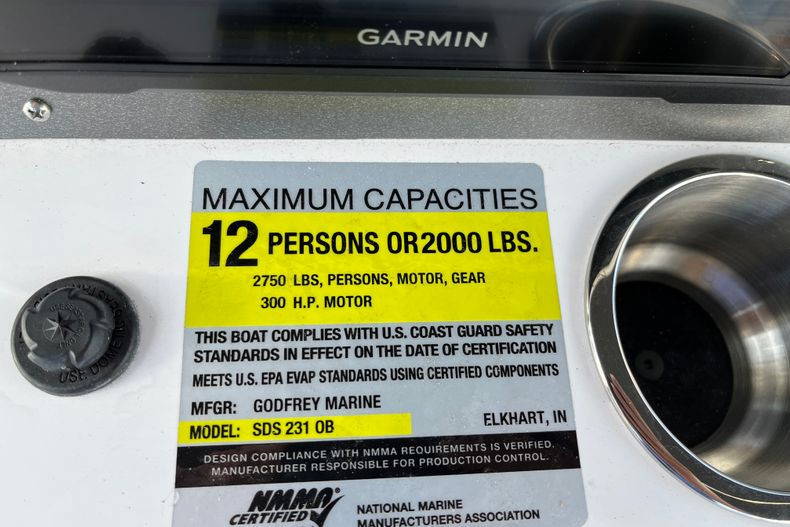 GARMIN
MAXIMUM CAPACITIES
12 PERSONS OR 2000 LBS.
2750 LBS, PERSONS, MOTOR, GEAR
300 H.P. MOTOR
THIS BOAT COMPLIES WITH U.S. COAST GUARD SAFETY
STANDARDS IN EFFECT ON THE DATE OF CERTIFICATION
MEETS U.S. EPA EVAP STANDARDS USING CERTIFIED COMPONENTS
MFGR: GODFREY MARINE
MODEL: SDS 231 OB
ELKHART, IN
DESIGN COMPLIANCE WITH NMMA REQUIREMENTS IS VERIFIED.
MANUFACTURER RESPONSIBLE FOR PRODUCTION CONTROL.
NMMA
CERTIFIED
NATIONAL MARINE
MANUFACTURERS ASSOCIATION